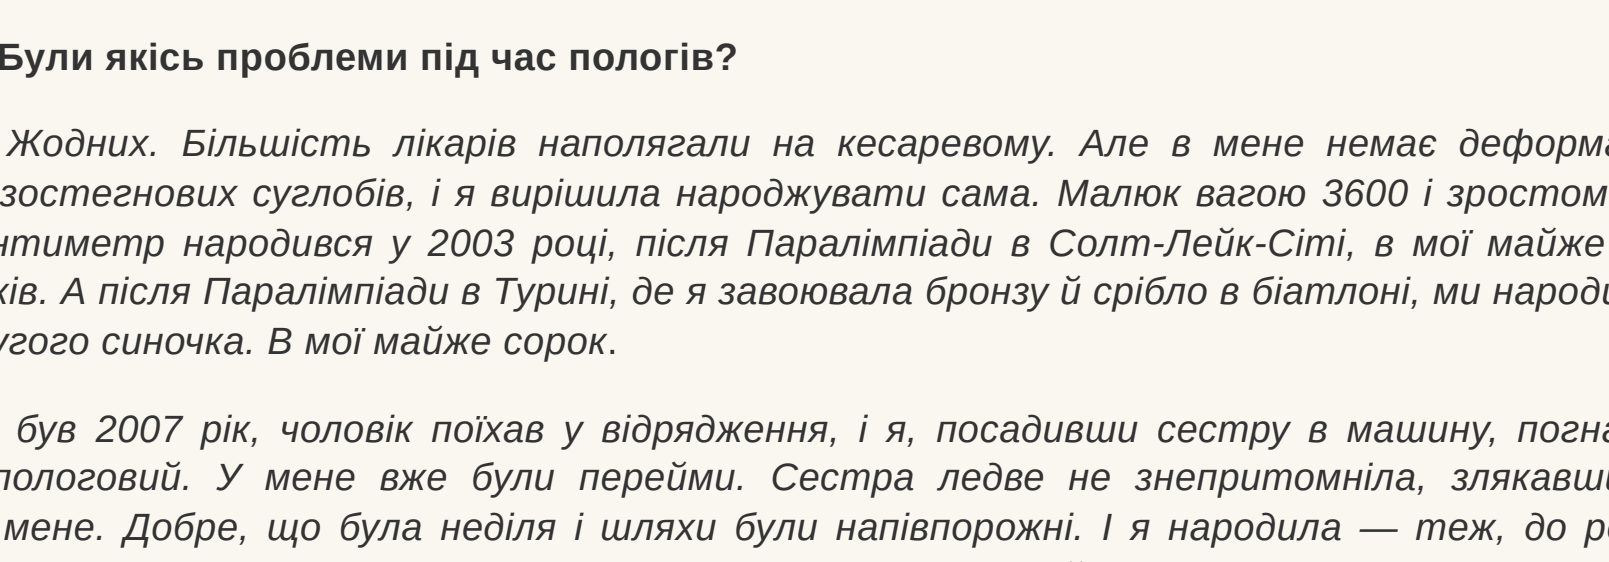 Були якісь проблеми під час пологів?
Жодних. Більшість лікарів наполягали на кесаревому. Але в мене немає деформа
зостегнових суглобів, і я вирішила народжувати сама. Малюк вагою 3600 і зростом
нтиметр народився у 2003 році, після Паралімпіади в Солт-Лейк-Сіті, в мої майже
ків. А після Паралімпіади в Турині, де я завоювала бронзу й срібло в біатлоні, ми народи
угого синочка. В мої майже сорок.
був 2007 рік, чоловік поїхав у відрядження, і я, посадивши сестру в машину, погна
пологовий. У мене вже були перейми. Сестра ледве не знепритомніла, злякавши
мене. Добре, що була неділя і шляхи були напівпорожні. І я народила — теж, до ре